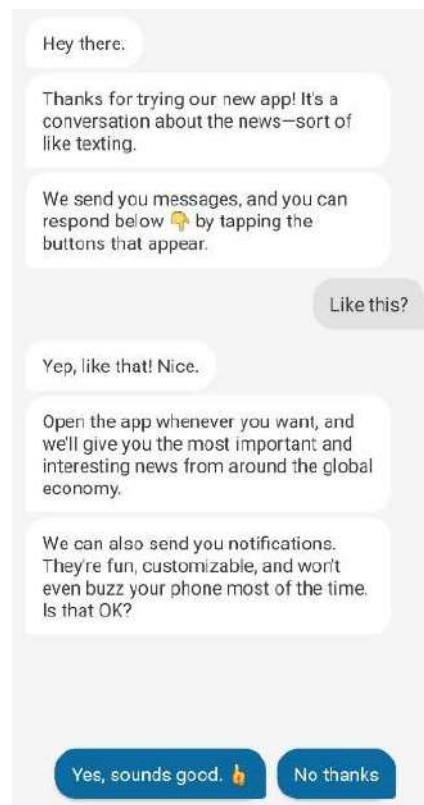 Hey there.
Thanks for trying our new app! It's a
conversation about the news—sort of
like texting.
We send you messages, and you can
respond below 👇 by tapping the
buttons that appear.
Like this?
Yep, like that! Nice.
Open the app whenever you want, and
we'll give you the most important and
interesting news from around the global
economy.
We can also send you notifications.
They're fun, customizable, and won't
even buzz your phone most of the time.
Is that OK?
Yes, sounds good. 👍
No thanks